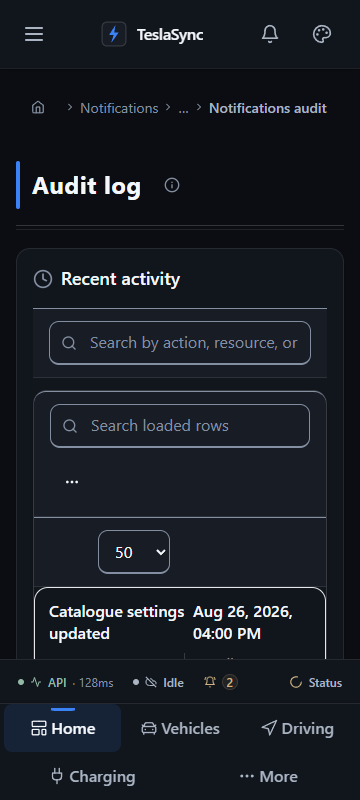 TeslaSync
Notifications ... Notifications audit
Audit log
Recent activity
Search by action, resource, or
Search loaded rows
...
50
Catalogue settings updated
Aug 26, 2026, 04:00 PM
API · 128ms Idle 2 Status
Home Vehicles Driving
Charging ... More